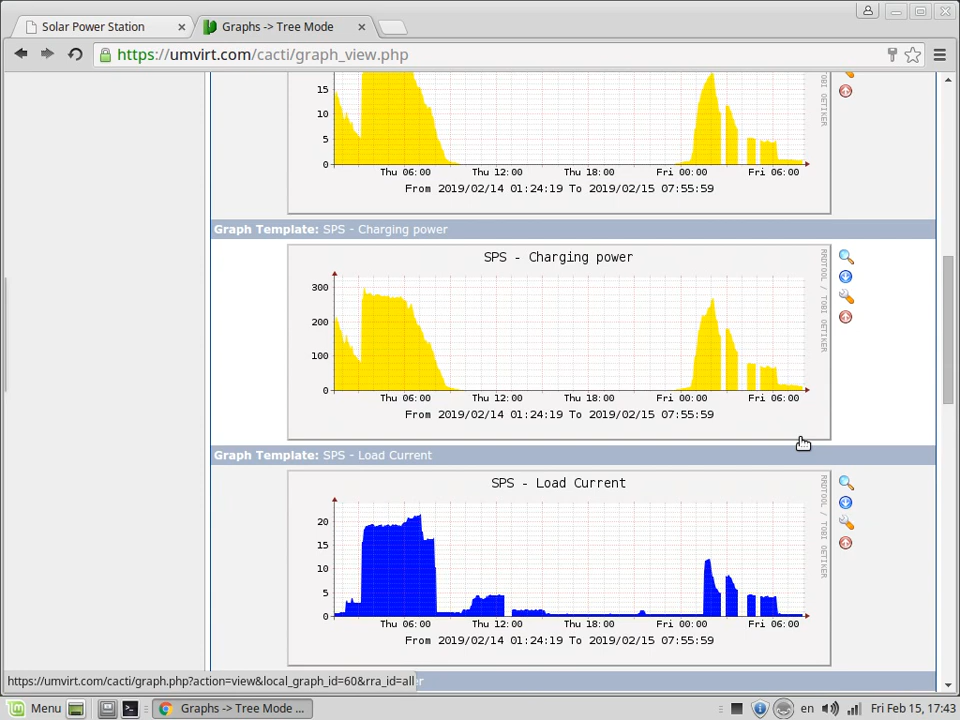 Solar Power Station
Graphs -> Tree Mode
https://umvirt.com/cacti/graph_view.php
15
10
5
0
Thu 06:00 Thu 12:00 Thu 18:00 Fri 00:00 Fri 06:00
From 2019/02/14 01:24:19 To 2019/02/15 07:55:59
TOBI OETIKER
Graph Template: SPS - Charging power
SPS - Charging power
RRDTOOL / TOBI OETIKER
300
200
100
0
Thu 06:00 Thu 12:00 Thu 18:00 Fri 00:00 Fri 06:00
From 2019/02/14 01:24:19 To 2019/02/15 07:55:59
Graph Template: SPS - Load Current
SPS - Load Current
RRDTOOL / TOBI OETIKER
20
15
10
5
0
Thu 06:00 Thu 12:00 Thu 18:00 Fri 00:00 Fri 06:00
From 2019/02/14 01:24:19 To 2019/02/15 07:55:59
https://umvirt.com/cacti/graph.php?action=view&local_graph_id=60&rra_id=all
Menu
Graphs -> Tree Mode ...
en
Fri Feb 15, 17:43